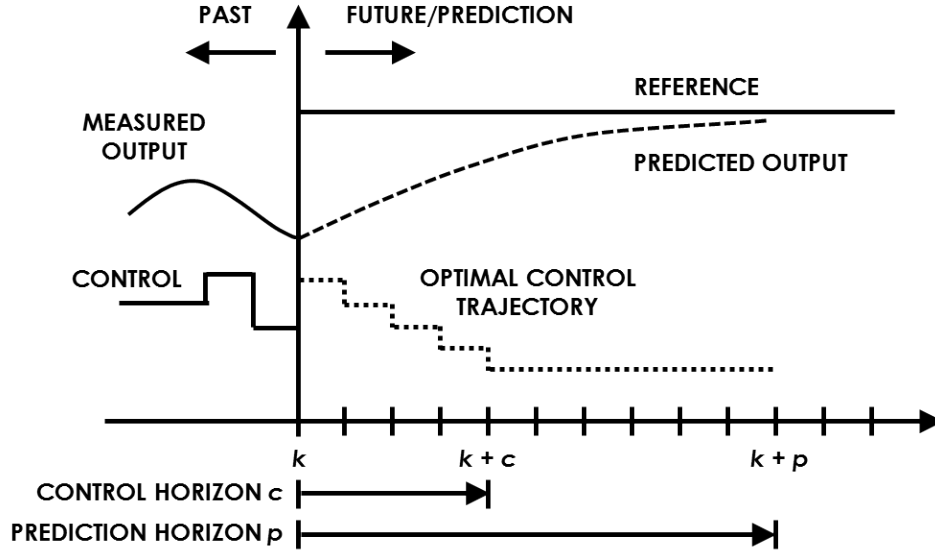 PAST
FUTURE/PREDICTION
REFERENCE
MEASURED
OUTPUT
PREDICTED OUTPUT
CONTROL
OPTIMAL CONTROL
TRAJECTORY
k
k + c
k + p
CONTROL HORIZON c
PREDICTION HORIZON p